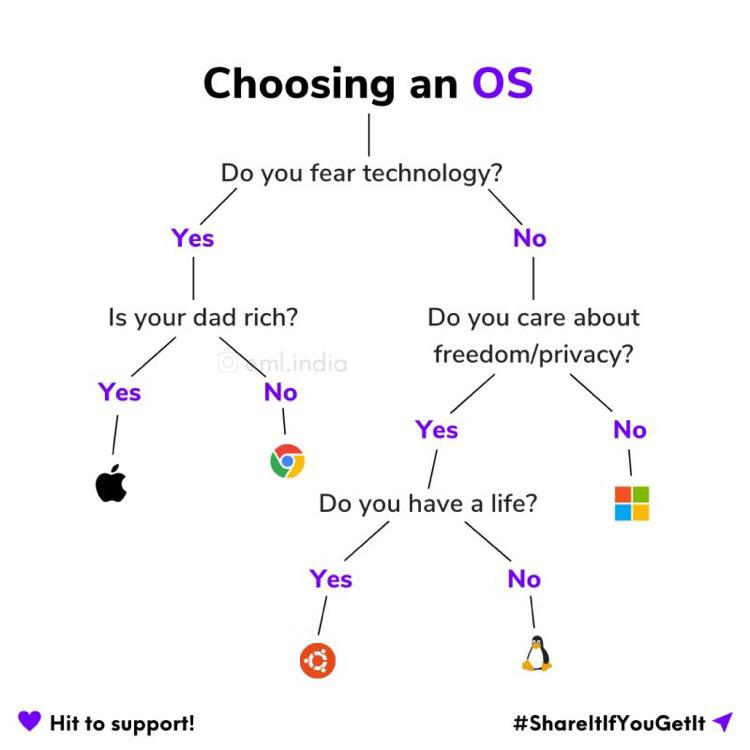 Choosing an OS
Do you fear technology?
Yes
No
Is your dad rich?
Do you care about
freedom/privacy?
Yes
No
Yes
No
Do you have a life?
Yes
No
Hit to support!
#ShareItIfYouGetIt